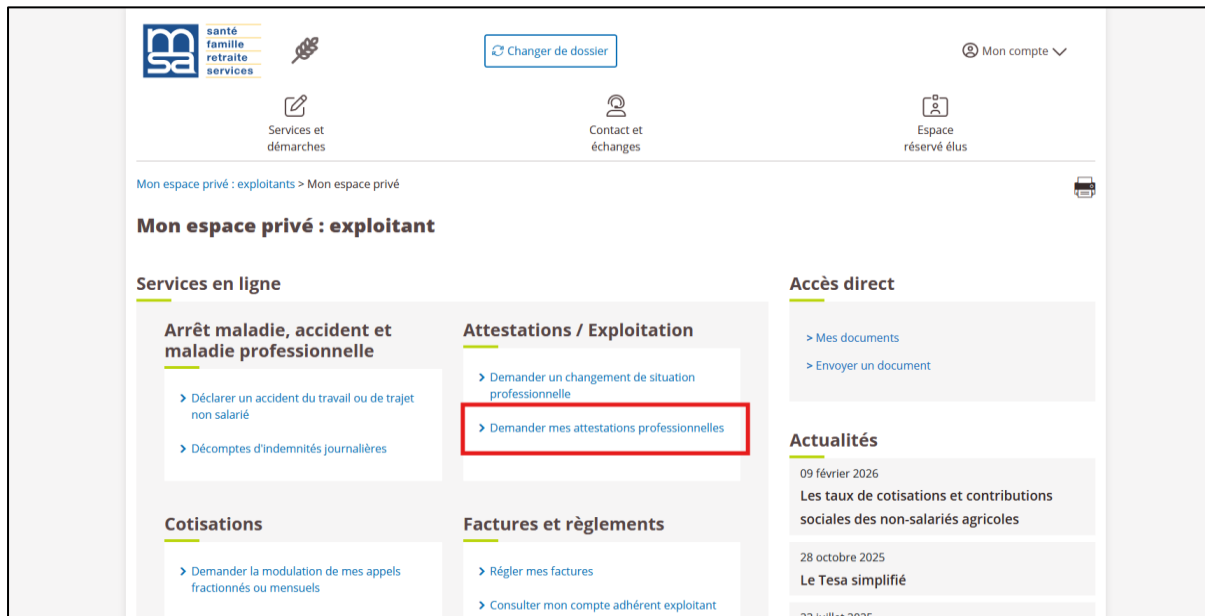 msa
santé
famille
retraite
services
Changer de dossier
Mon compte
Services et
démarches
Contact et
échanges
Espace
réservé élus
Mon espace privé : exploitants > Mon espace privé
Mon espace privé : exploitant
Services en ligne
Arrêt maladie, accident et
maladie professionnelle
> Déclarer un accident du travail ou de trajet
non salarié
> Décomptes d'indemnités journalières
Attestations / Exploitation
> Demander un changement de situation
professionnelle
> Demander mes attestations professionnelles
Cotisations
> Demander la modulation de mes appels
fractionnés ou mensuels
Factures et règlements
> Régler mes factures
> Consulter mon compte adhérent exploitant
Accès direct
> Mes documents
> Envoyer un document
Actualités
09 février 2026
Les taux de cotisations et contributions
sociales des non-salariés agricoles
28 octobre 2025
Le Tesa simplifié